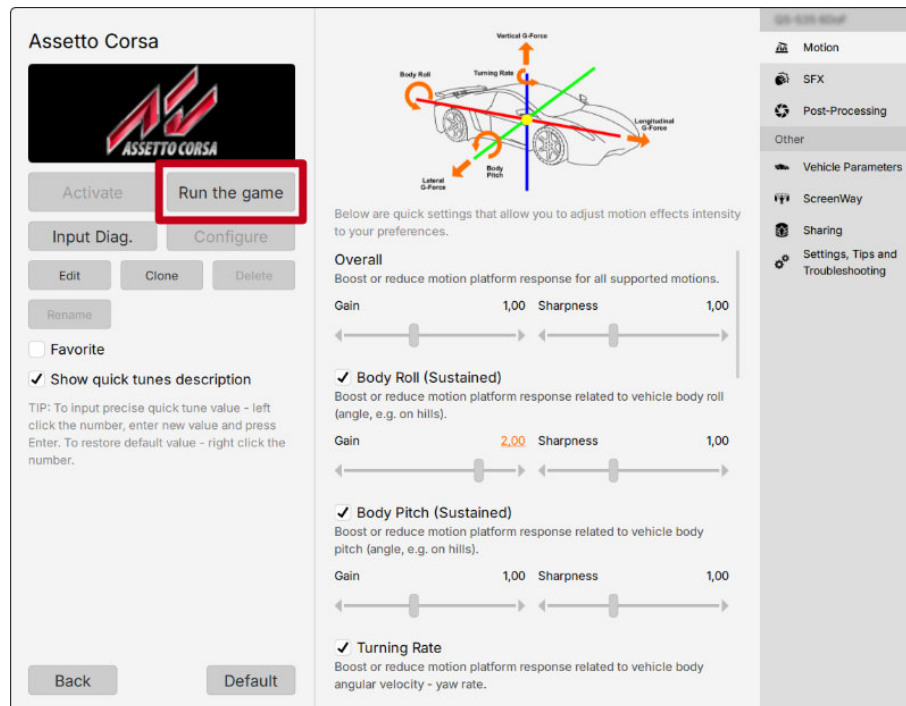 Assetto Corsa
ASSETTO CORSA
Activate
Run the game
Input Diag.
Configure
Edit
Clone
Delete
Rename
Favorite
Show quick tunes description
TIP: To input precise quick tune value - left
click the number, enter new value and press
Enter. To restore default value - right click the
number.
Back
Default
Vertical G-Force
Body Roll
Turning Rate
Longitudinal
G-Force
Lateral
G-Force
Body
Pitch
Below are quick settings that allow you to adjust motion effects intensity
to your preferences.
Overall
Boost or reduce motion platform response for all supported motions.
Gain 1,00 Sharpness 1,00
Body Roll (Sustained)
Boost or reduce motion platform response related to vehicle body roll
(angle, e.g. on hills).
Gain 2,00 Sharpness 1,00
Body Pitch (Sustained)
Boost or reduce motion platform response related to vehicle body
pitch (angle, e.g. on hills).
Gain 1,00 Sharpness 1,00
Turning Rate
Boost or reduce motion platform response related to vehicle body
angular velocity - yaw rate.
Motion
SFX
Post-Processing
Other
Vehicle Parameters
ScreenWay
Sharing
Settings, Tips and
Troubleshooting